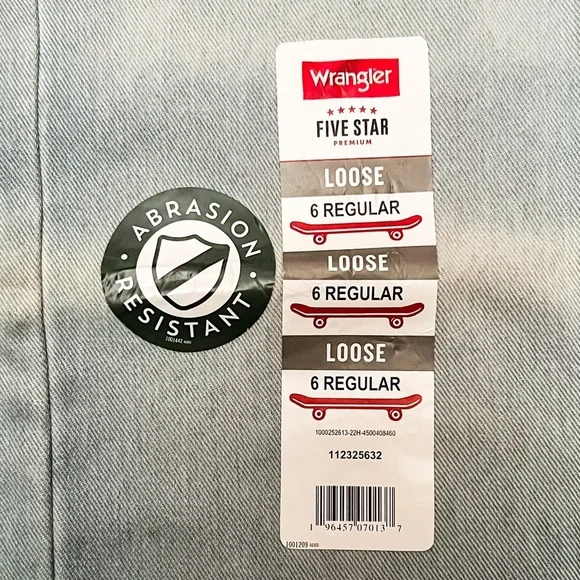 ABRASION
RESISTANT
1001442
Wrangler
FIVE STAR
PREMIUM
LOOSE
6 REGULAR
LOOSE
6 REGULAR
LOOSE
6 REGULAR
1000252613-22H-4500408460
112325632
1 96457 07013 7
1001209